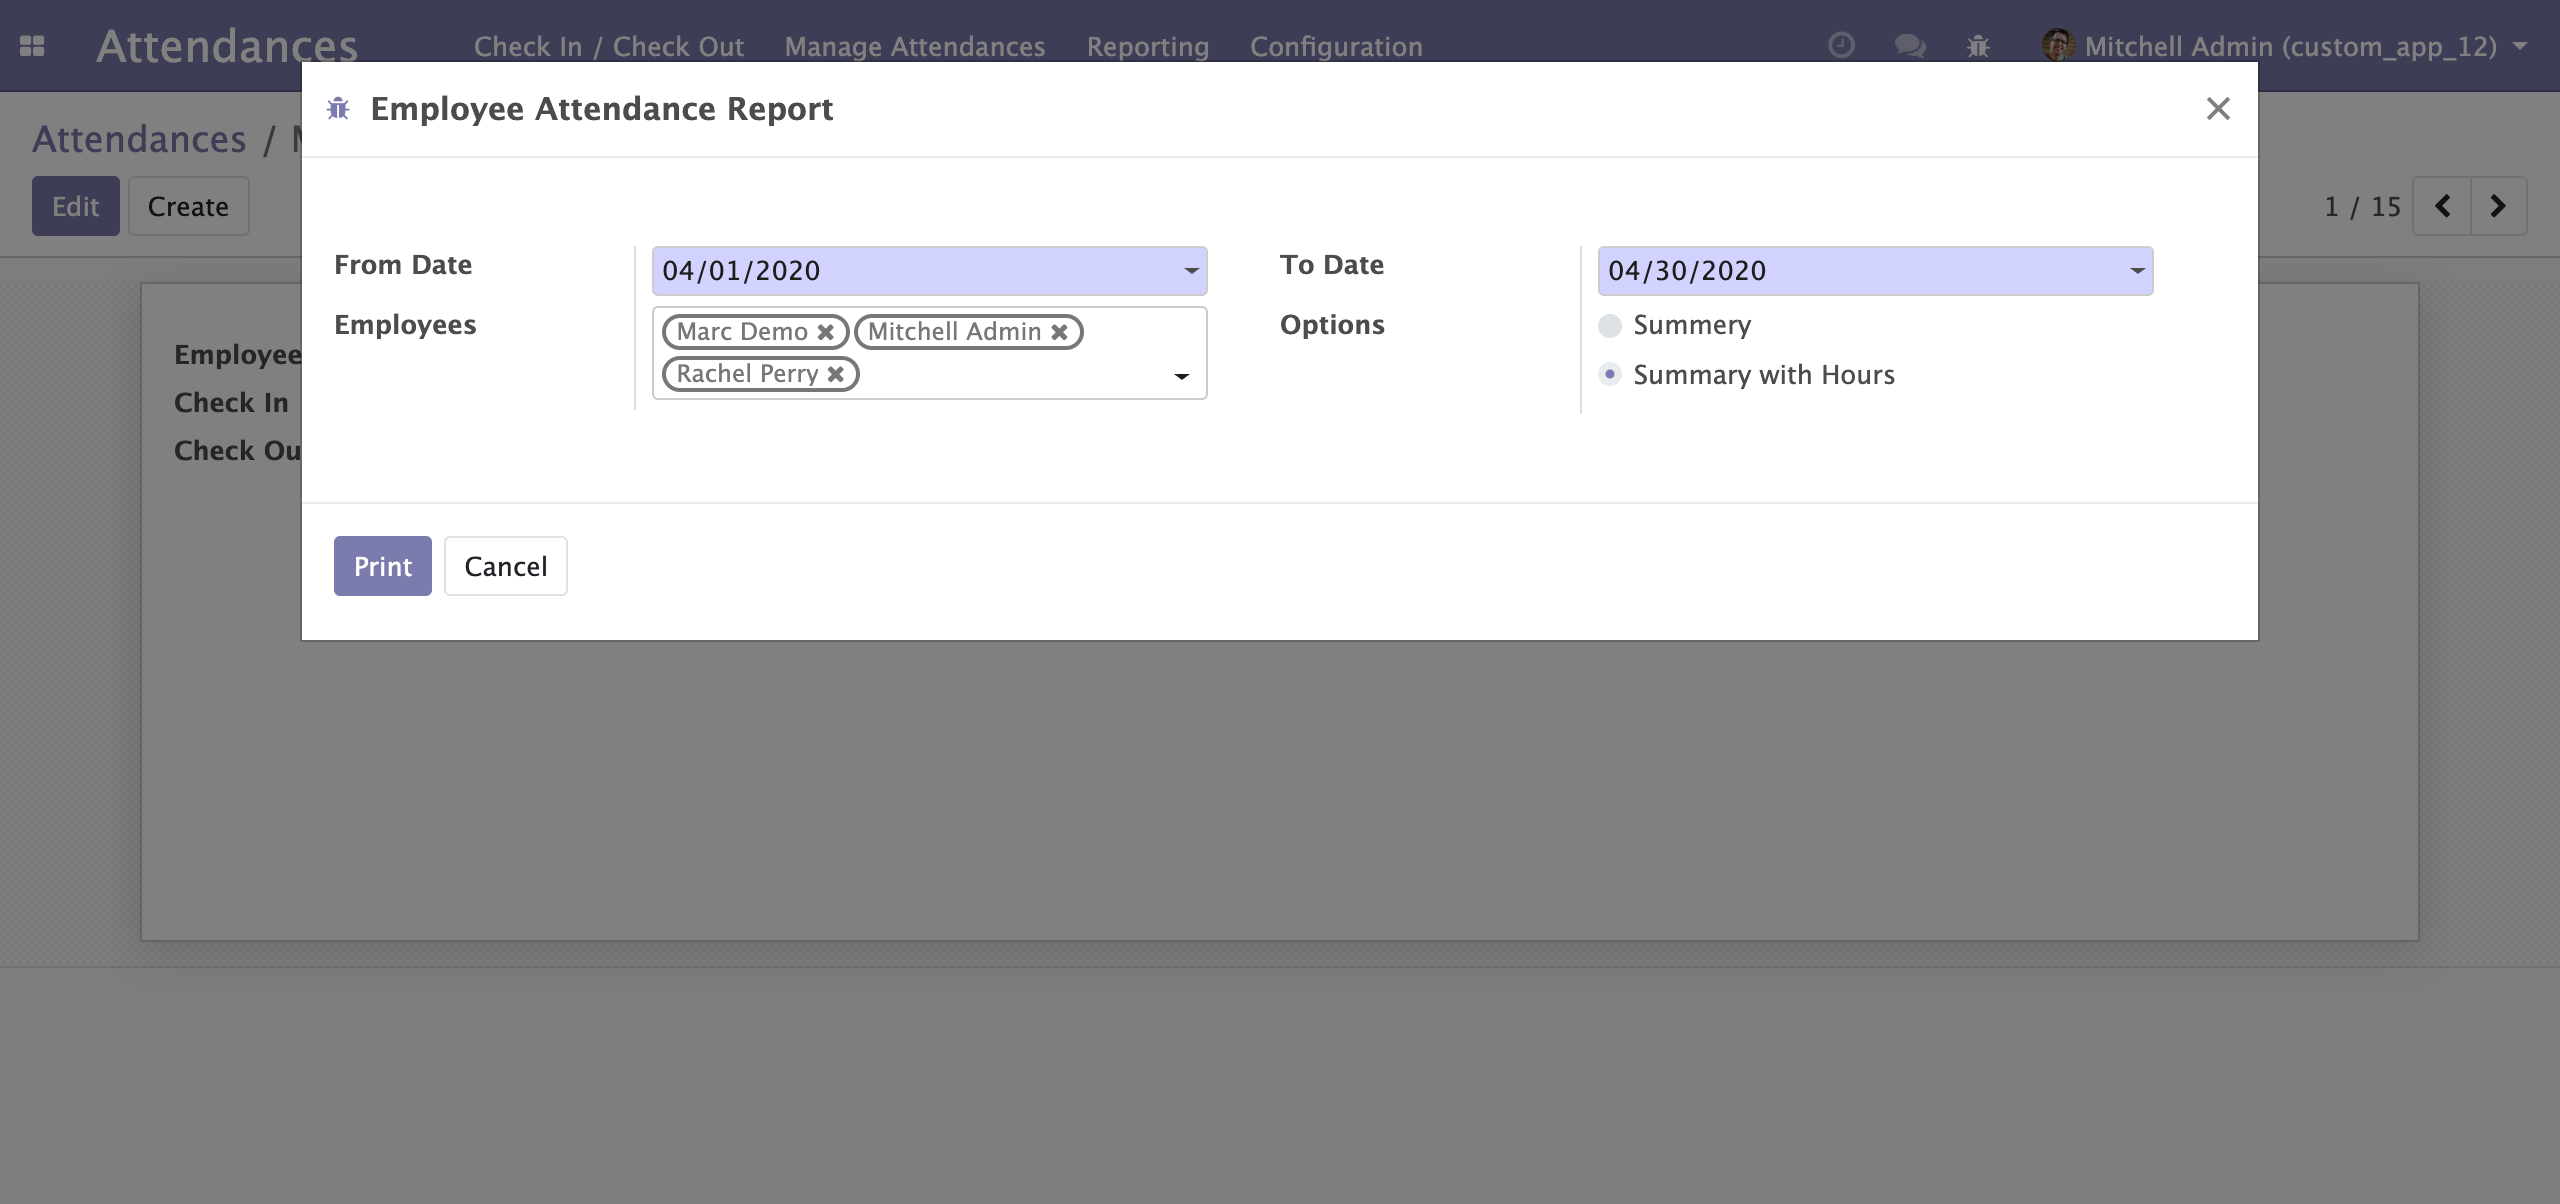 Attendances Check In / Check Out Manage Attendances Reporting Configuration Mitchell Admin (custom_app_12)
Employee Attendance Report
Attendances /
Edit Create 1 / 15
From Date 04/01/2020 To Date 04/30/2020
Employees Marc Demo Mitchell Admin Options Summery
Rachel Perry Summary with Hours
Employee
Check In
Check Ou
Print Cancel